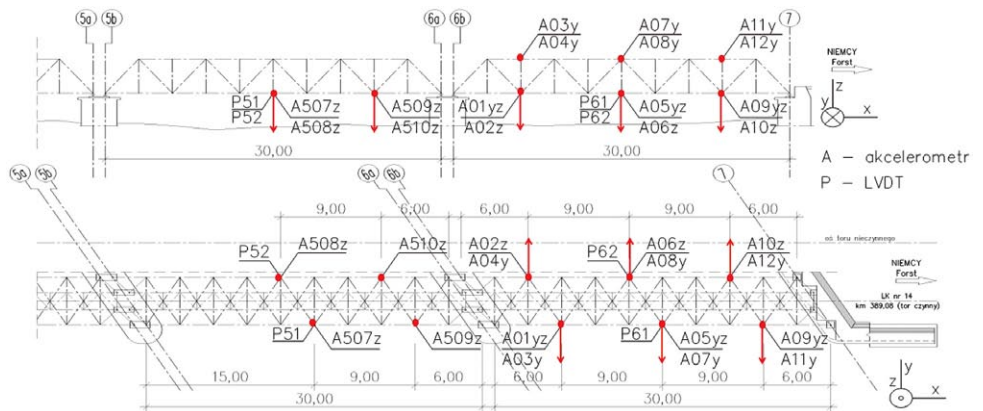 5a 5b 6a 6b 7
A03y A07y A11y
A04y A08y A12y
NIEMCY
Forst
z
y x
P51 A507z A509z A01yz P61 A05yz A09yz
P52 A508z A510z A02z P62 A06z A10z
30,00 30,00
A – akcelerometr
P – LVDT
5a 5b 6a 6b 7
9,00 6,00 6,00 9,00 9,00 6,00
oś toru nieczynnego
P52 A508z A510z A02z P62 A06z A10z
A04y A08y A12y
NIEMCY
Forst
LK nr 14
km 389,08 (tor czynny)
P51 A507z A509z A01yz P61 A05yz A09yz
A03y A07y A11y
15,00 9,00 6,00 6,00 9,00 9,00 6,00
30,00 30,00
y
z x